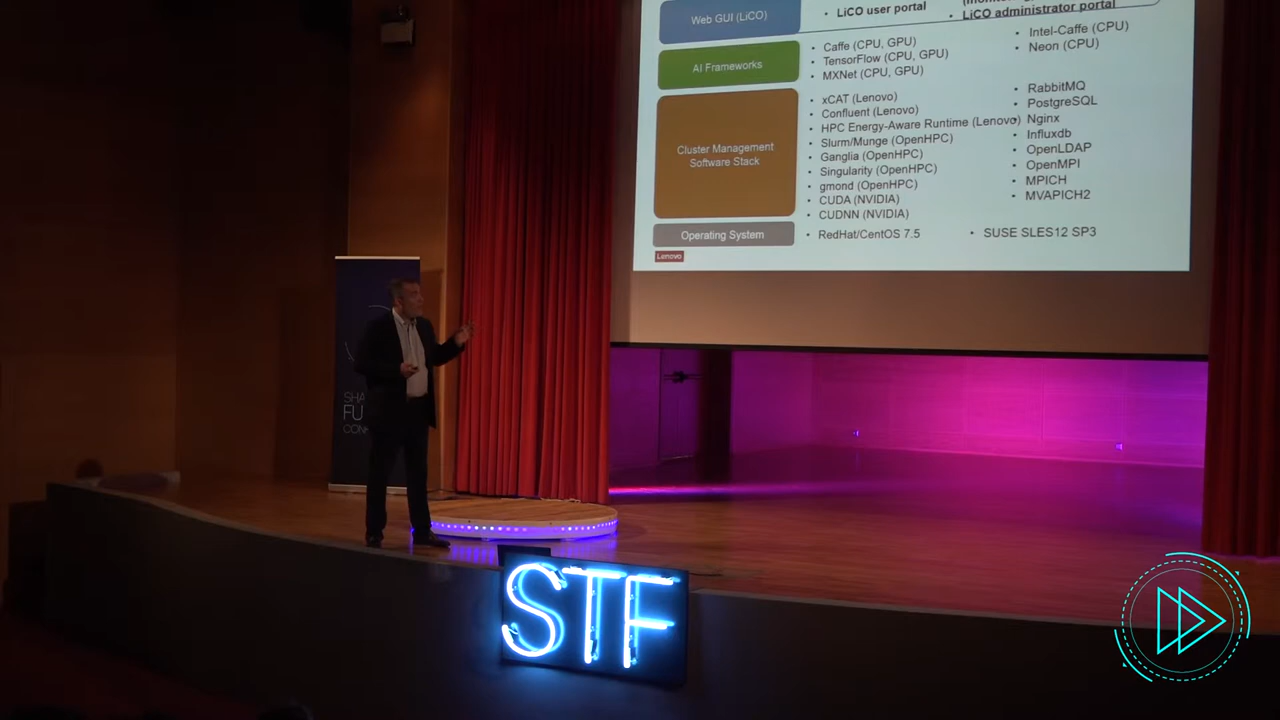 Web GUI (LiCO)
• LiCO user portal
• LiCO administrator portal
AI Frameworks
• Caffe (CPU, GPU)
• TensorFlow (CPU, GPU)
• MXNet (CPU, GPU)
• Intel-Caffe (CPU)
• Neon (CPU)
Cluster Management
Software Stack
• xCAT (Lenovo)
• Confluent (Lenovo)
• HPC Energy-Aware Runtime (Lenovo)
• Slurm/Munge (OpenHPC)
• Ganglia (OpenHPC)
• Singularity (OpenHPC)
• gmond (OpenHPC)
• CUDA (NVIDIA)
• CUDNN (NVIDIA)
• RabbitMQ
• PostgreSQL
• Nginx
• Influxdb
• OpenLDAP
• OpenMPI
• MPICH
• MVAPICH2
Operating System
• RedHat/CentOS 7.5
• SUSE SLES12 SP3
Lenovo
SHA
FU
CON
STF